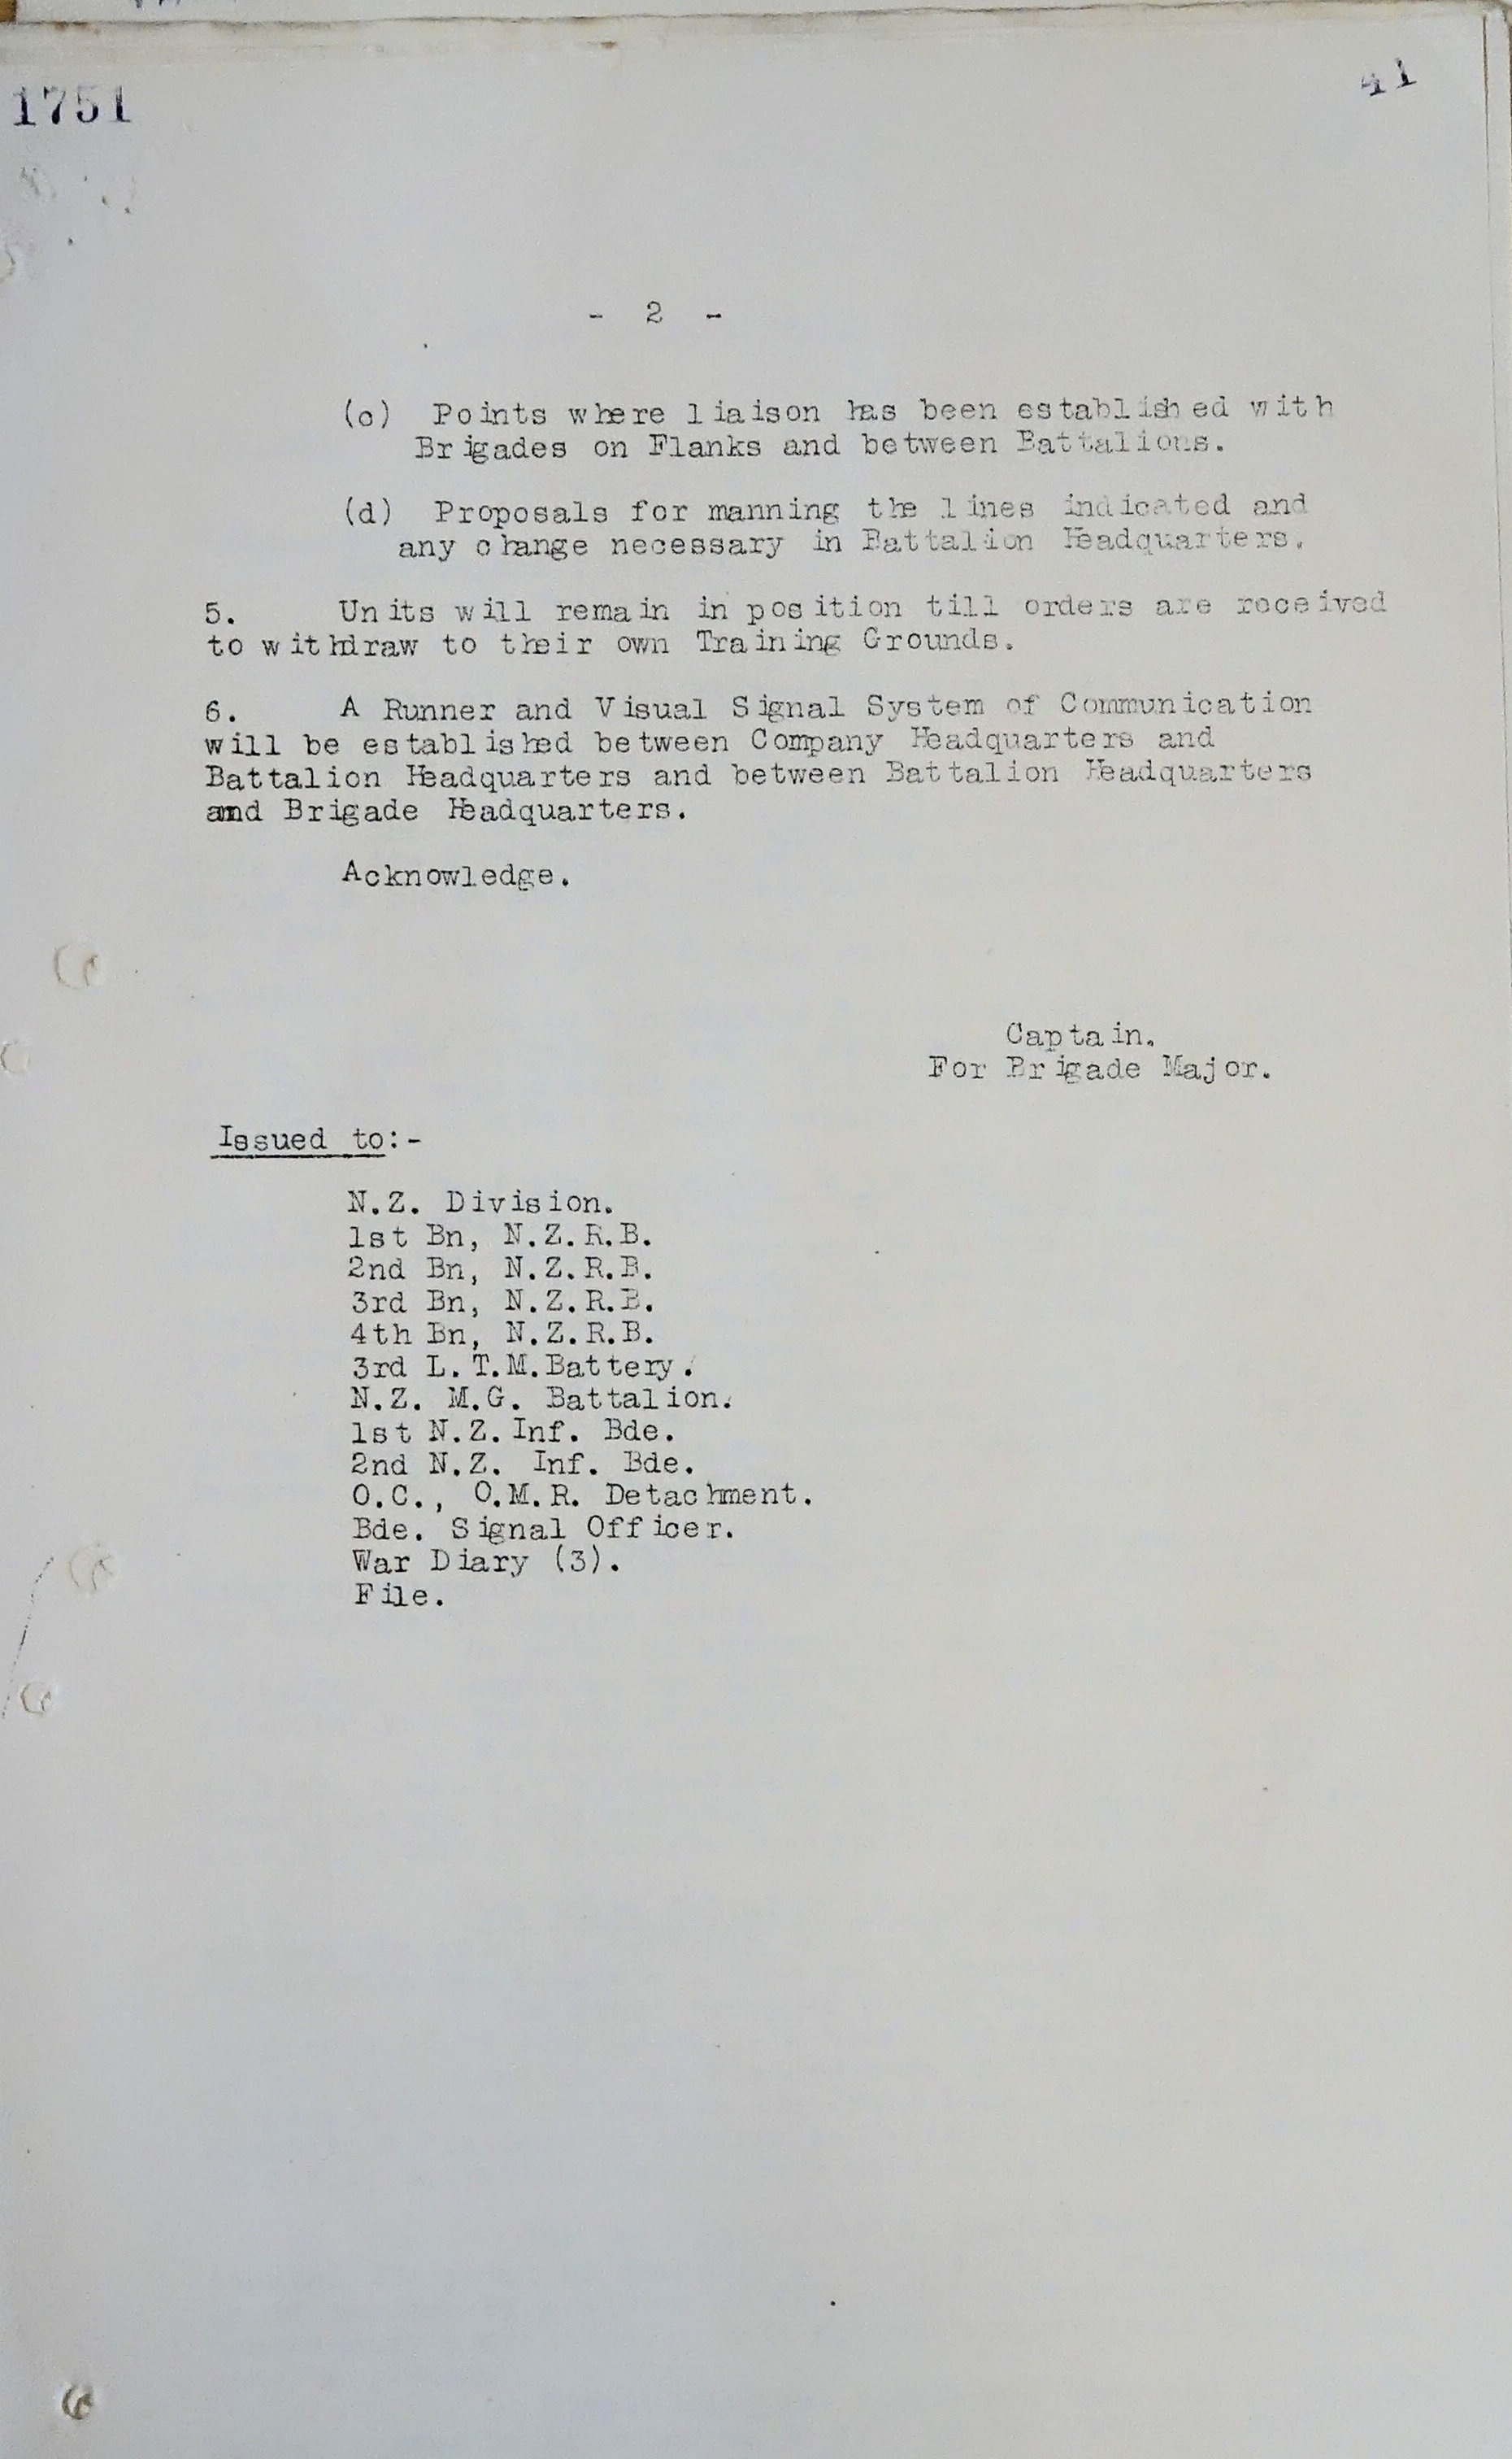 1751
41
- 2 -
(c) Points where liaison has been established with
Brigades on Flanks and between Battalions.
(d) Proposals for manning the lines indicated and
any change necessary in Battalion Headquarters.
5. Units will remain in position till orders are received
to withdraw to their own Training Grounds.
6. A Runner and Visual Signal System of Communication
will be established between Company Headquarters and
Battalion Headquarters and between Battalion Headquarters
and Brigade Headquarters.
Acknowledge.
Captain.
For Brigade Major.
Issued to:-
N.Z. Division.
1st Bn, N.Z.R.B.
2nd Bn, N.Z.R.B.
3rd Bn, N.Z.R.B.
4th Bn, N.Z.R.B.
3rd L.T.M.Battery.
N.Z. M.G. Battalion.
1st N.Z.Inf. Bde.
2nd N.Z. Inf. Bde.
O.C., O.M.R. Detachment.
Bde. Signal Officer.
War Diary (3).
File.